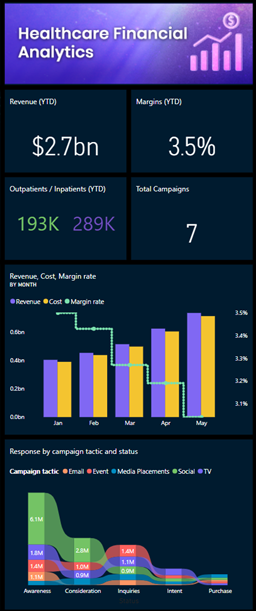 Healthcare Financial
Analytics
Revenue (YTD)
$2.7bn
Margins (YTD)
3.5%
Outpatients / Inpatients (YTD)
193K 289K
Total Campaigns
7
Revenue, Cost, Margin rate
BY MONTH
Revenue Cost Margin rate
0.6bn
0.4bn
0.2bn
0.0bn
3.5%
3.4%
3.3%
3.2%
3.1%
Jan Feb Mar Apr May
Response by campaign tactic and status
Campaign tactic Email Event Media Placements Social TV
6.1M
1.8M
1.4M
1.1M
2.8M
1.0M
0.9M
1.4M
1.1M
0.9M
Awareness Consideration Inquiries Intent Purchase